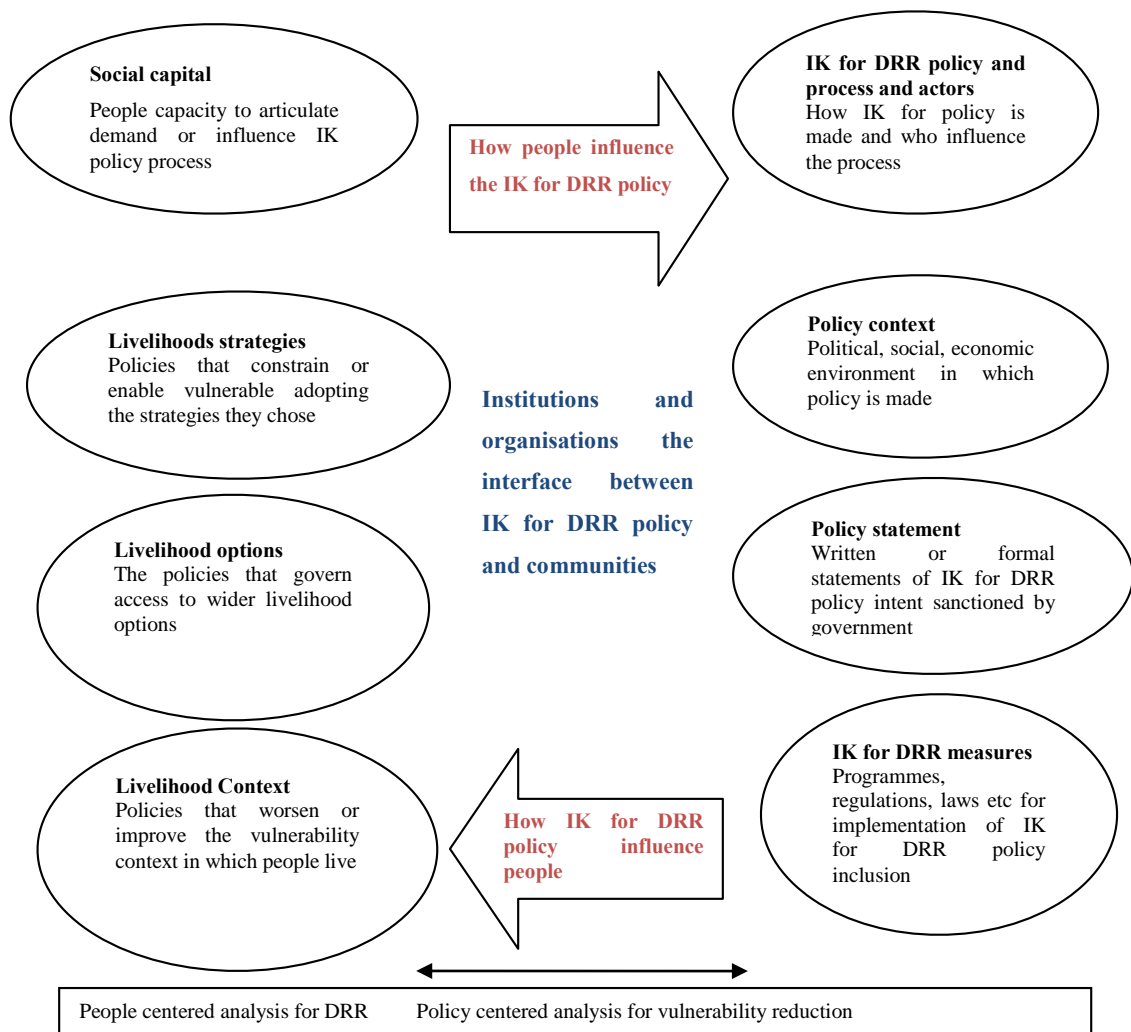 Social capital
People capacity to articulate
demand or influence IK
policy process
IK for DRR policy and
process and actors
How IK for policy is
made and who influence
the process
How people influence
the IK for DRR policy
Livelihoods strategies
Policies that constrain or
enable vulnerable adopting
the strategies they chose
Policy context
Political, social, economic
environment in which
policy is made
Institutions and
organisations the
interface between
IK for DRR policy
and communities
Livelihood options
The policies that govern
access to wider livelihood
options
Policy statement
Written or formal
statements of IK for DRR
policy intent sanctioned by
government
Livelihood Context
Policies that worsen or
improve the vulnerability
context in which people live
How IK for DRR
policy influence
people
IK for DRR measures
Programmes,
regulations, laws etc for
implementation of IK
for DRR policy
inclusion
People centered analysis for DRR Policy centered analysis for vulnerability reduction